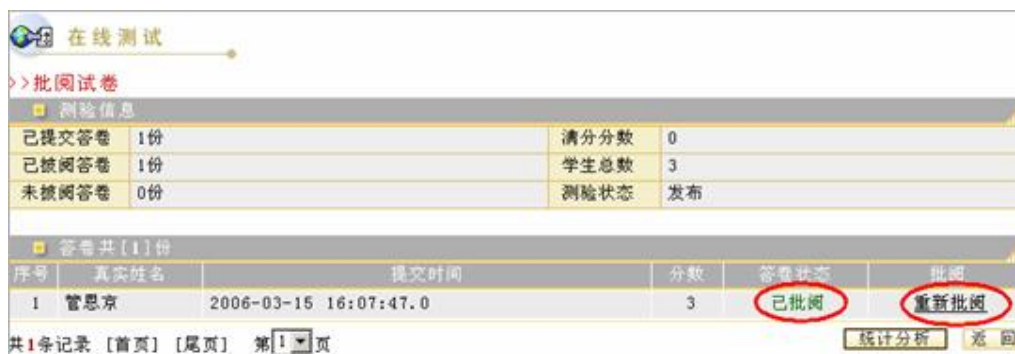 在线测试
>>批阅试卷
测验信息
已提交答卷 1份 满分分数 0
已披阅答卷 1份 学生总数 3
未披阅答卷 0份 测验状态 发布
答卷共[1]份
序号 真实姓名 提交时间 分数 答卷状态 批阅
1 管恩京 2006-03-15 16:07:47.0 3 已批阅 重新批阅
共1条记录 [首页] [尾页] 第1页 统计分析 返 回